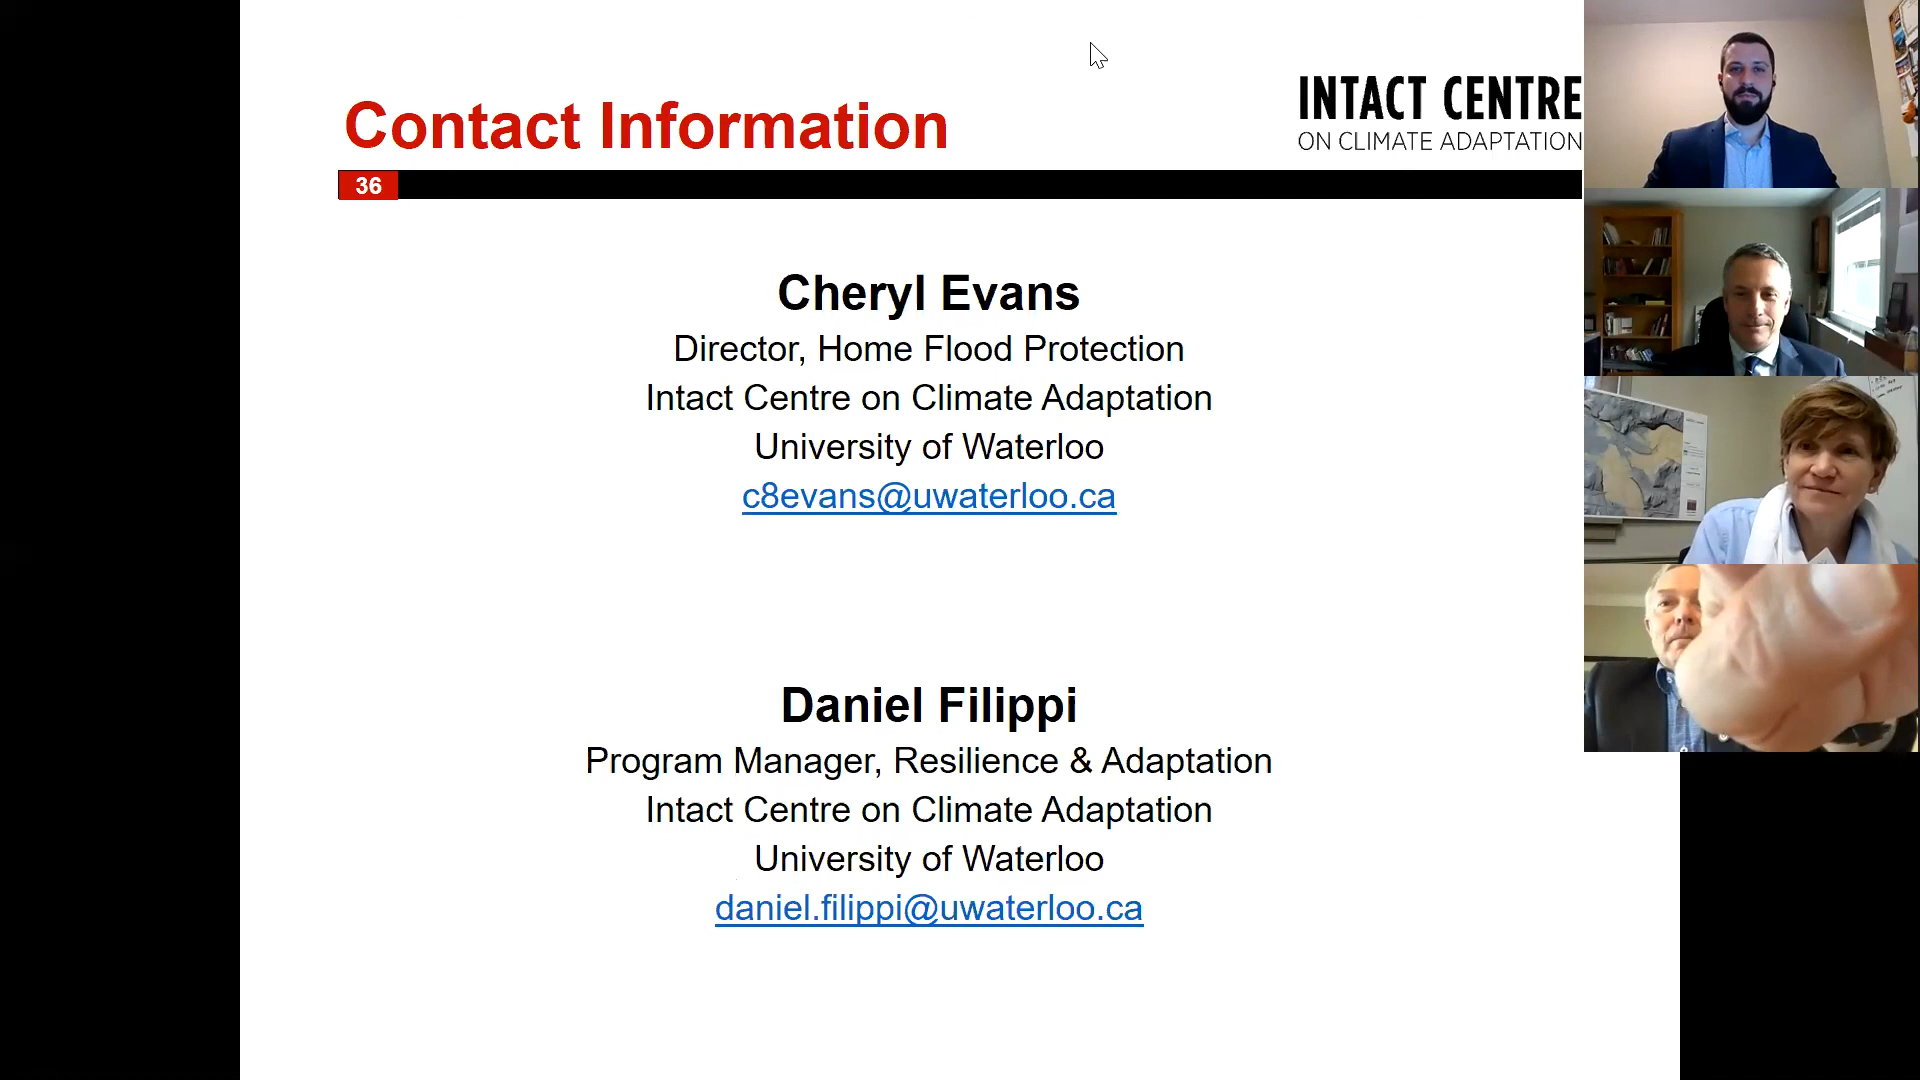 Contact Information
INTACT CENTRE
ON CLIMATE ADAPTATION
36
Cheryl Evans
Director, Home Flood Protection
Intact Centre on Climate Adaptation
University of Waterloo
c8evans@uwaterloo.ca
Daniel Filippi
Program Manager, Resilience & Adaptation
Intact Centre on Climate Adaptation
University of Waterloo
daniel.filippi@uwaterloo.ca